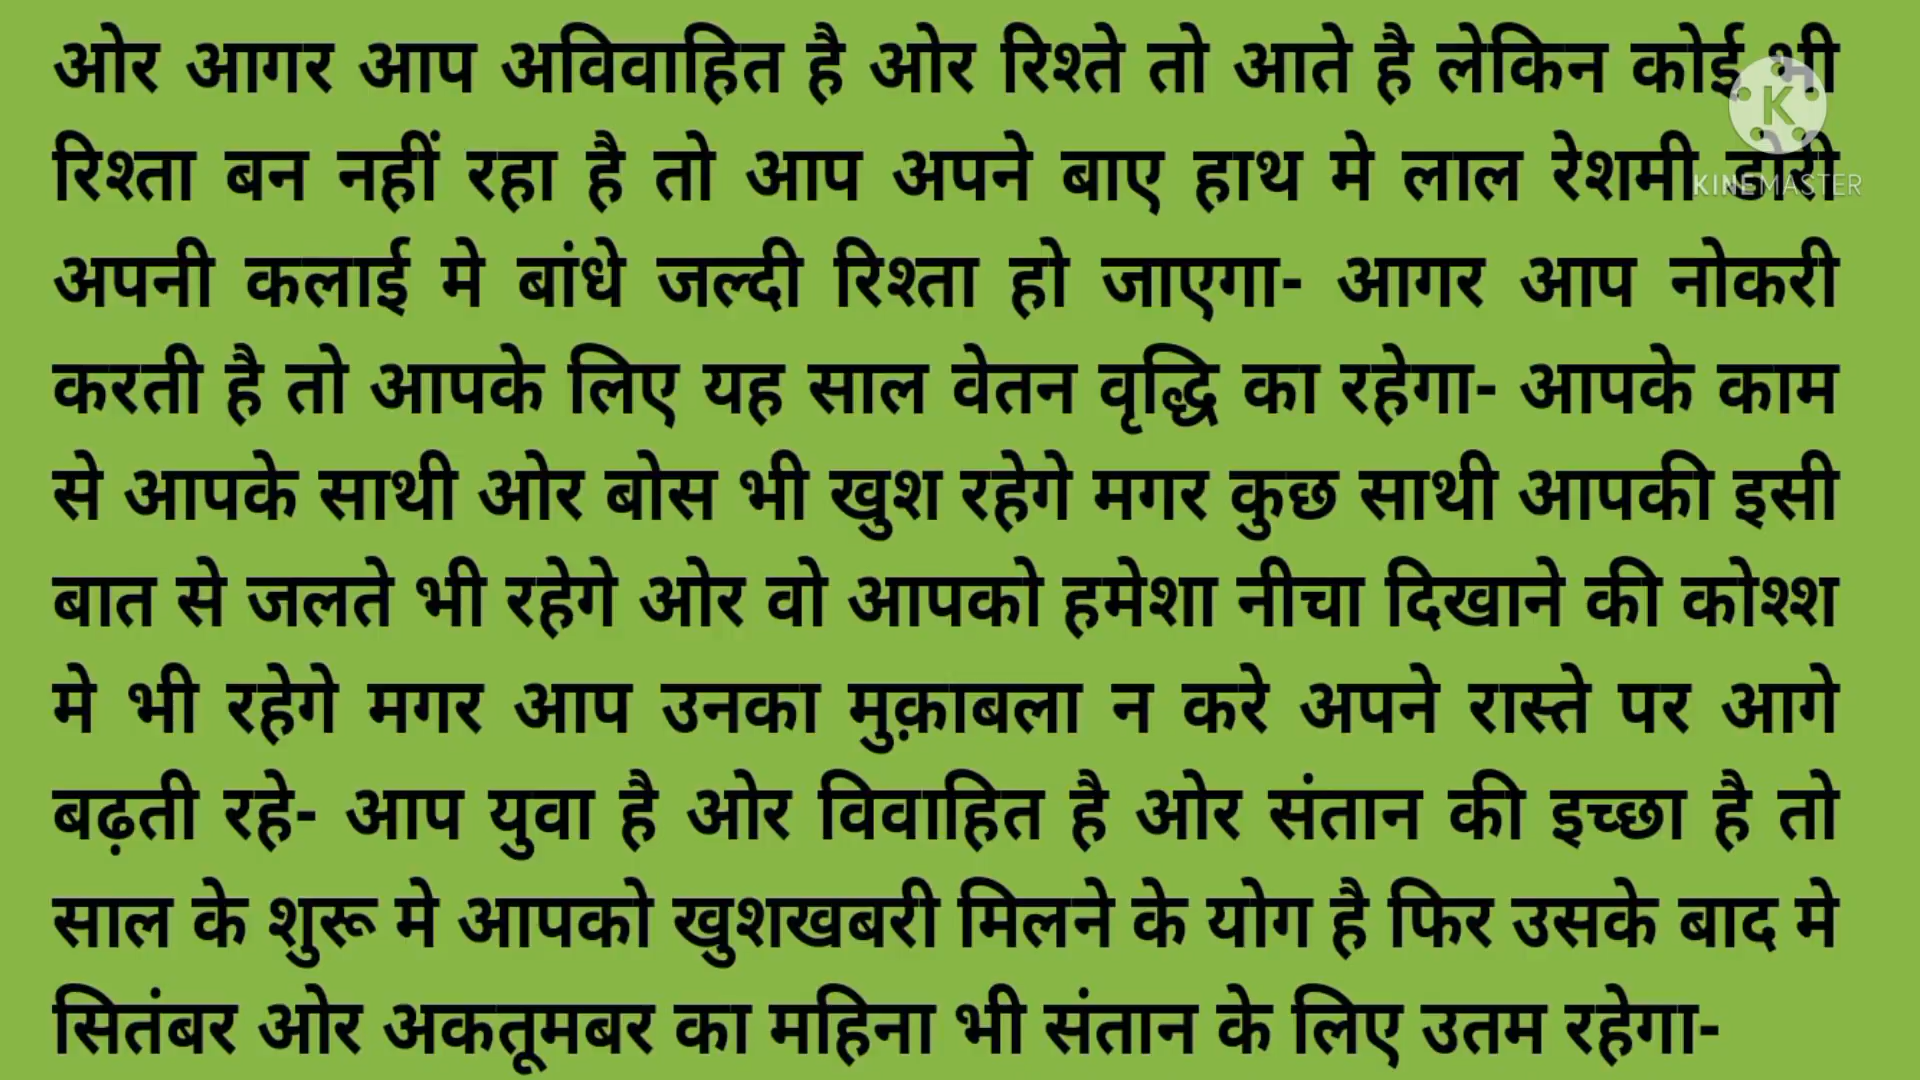 ओर आगर आप अविवाहित है ओर रिश्ते तो आते है लेकिन कोई भी
रिश्ता बन नहीं रहा है तो आप अपने बाए हाथ मे लाल रेशमी डोरी
अपनी कलाई मे बांधे जल्दी रिश्ता हो जाएगा- आगर आप नोकरी
करती है तो आपके लिए यह साल वेतन वृद्धि का रहेगा- आपके काम
से आपके साथी ओर बोस भी खुश रहेगे मगर कुछ साथी आपकी इसी
बात से जलते भी रहेगे ओर वो आपको हमेशा नीचा दिखाने की कोश्श
मे भी रहेगे मगर आप उनका मुक़ाबला न करे अपने रास्ते पर आगे
बढ़ती रहे- आप युवा है ओर विवाहित है ओर संतान की इच्छा है तो
साल के शुरू मे आपको खुशखबरी मिलने के योग है फिर उसके बाद मे
सितंबर ओर अकतूमबर का महिना भी संतान के लिए उतम रहेगा-
K
KINEMASTER